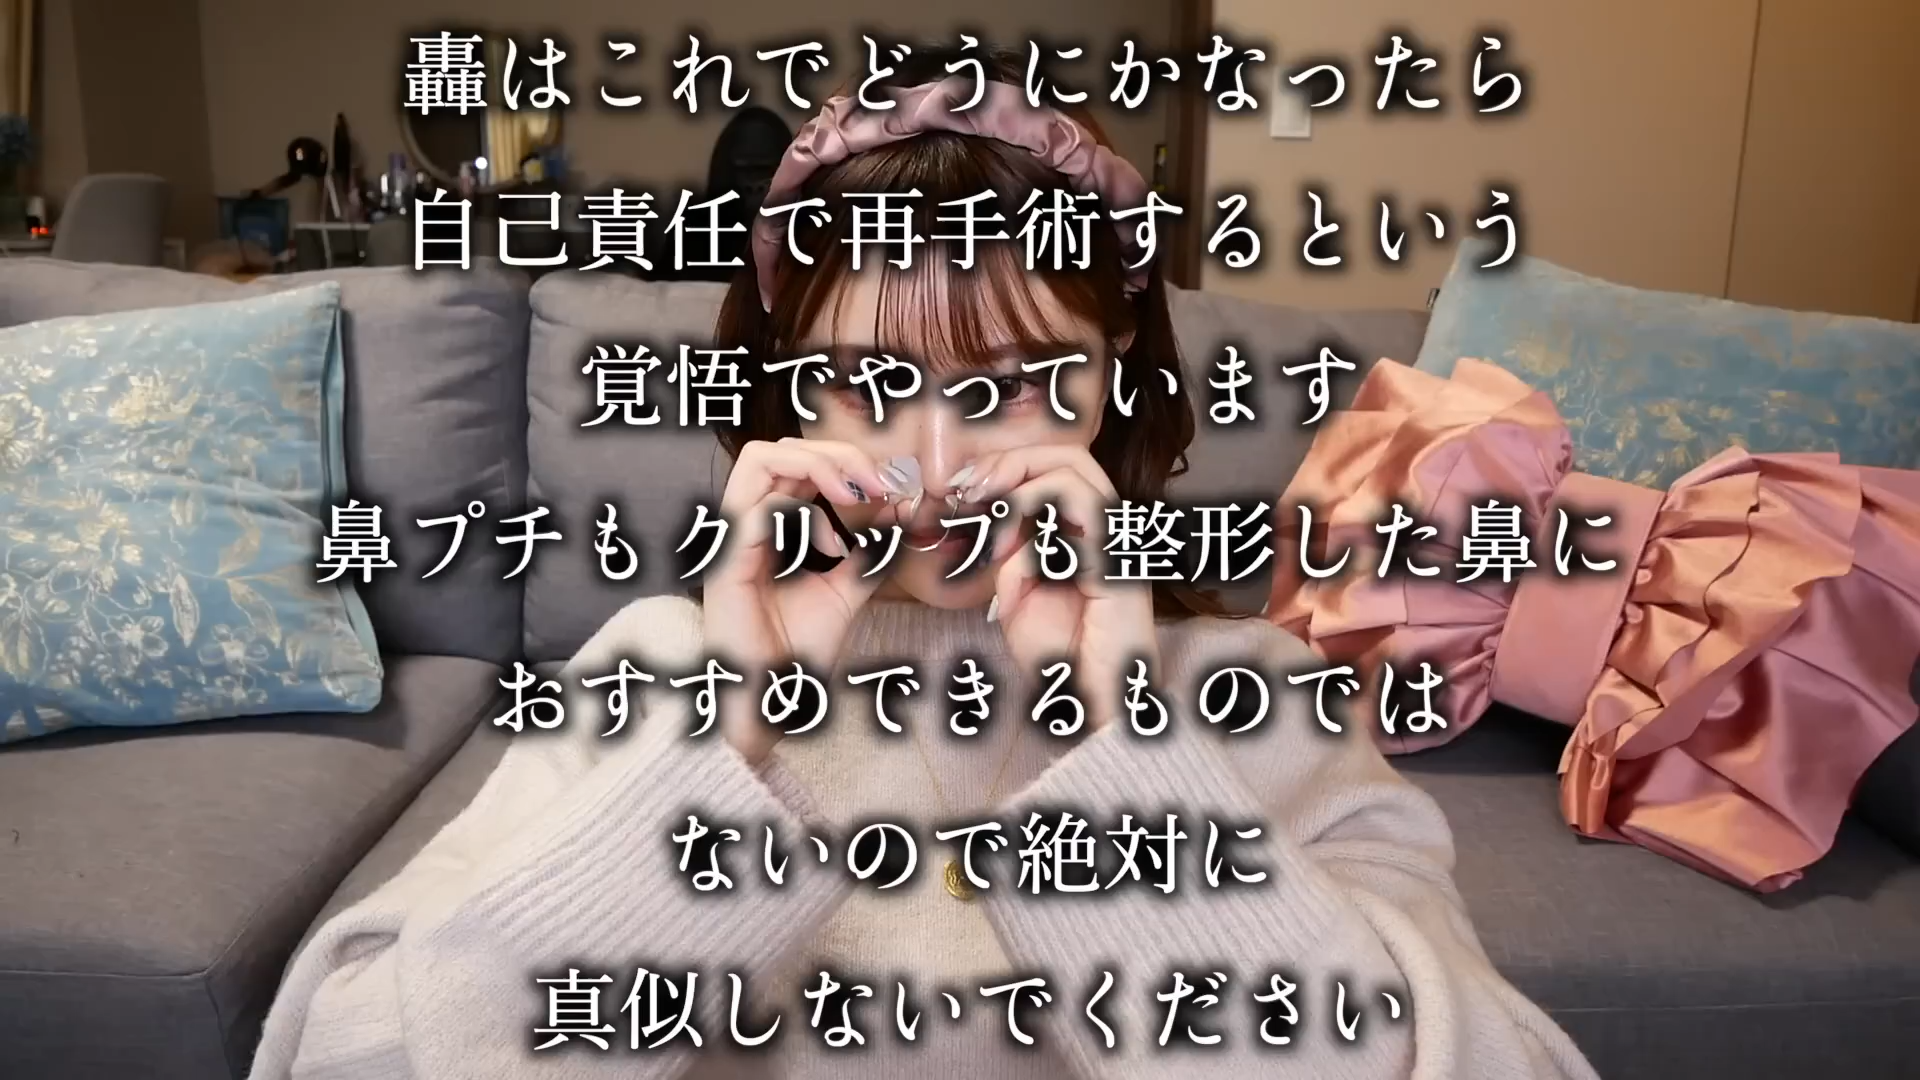 轟はこれでどうにかなったら
自己責任で再手術するという
覚悟でやっています
鼻プチもクリップも整形した鼻に
おすすめできるものでは
ないので絶対に
真似しないでください